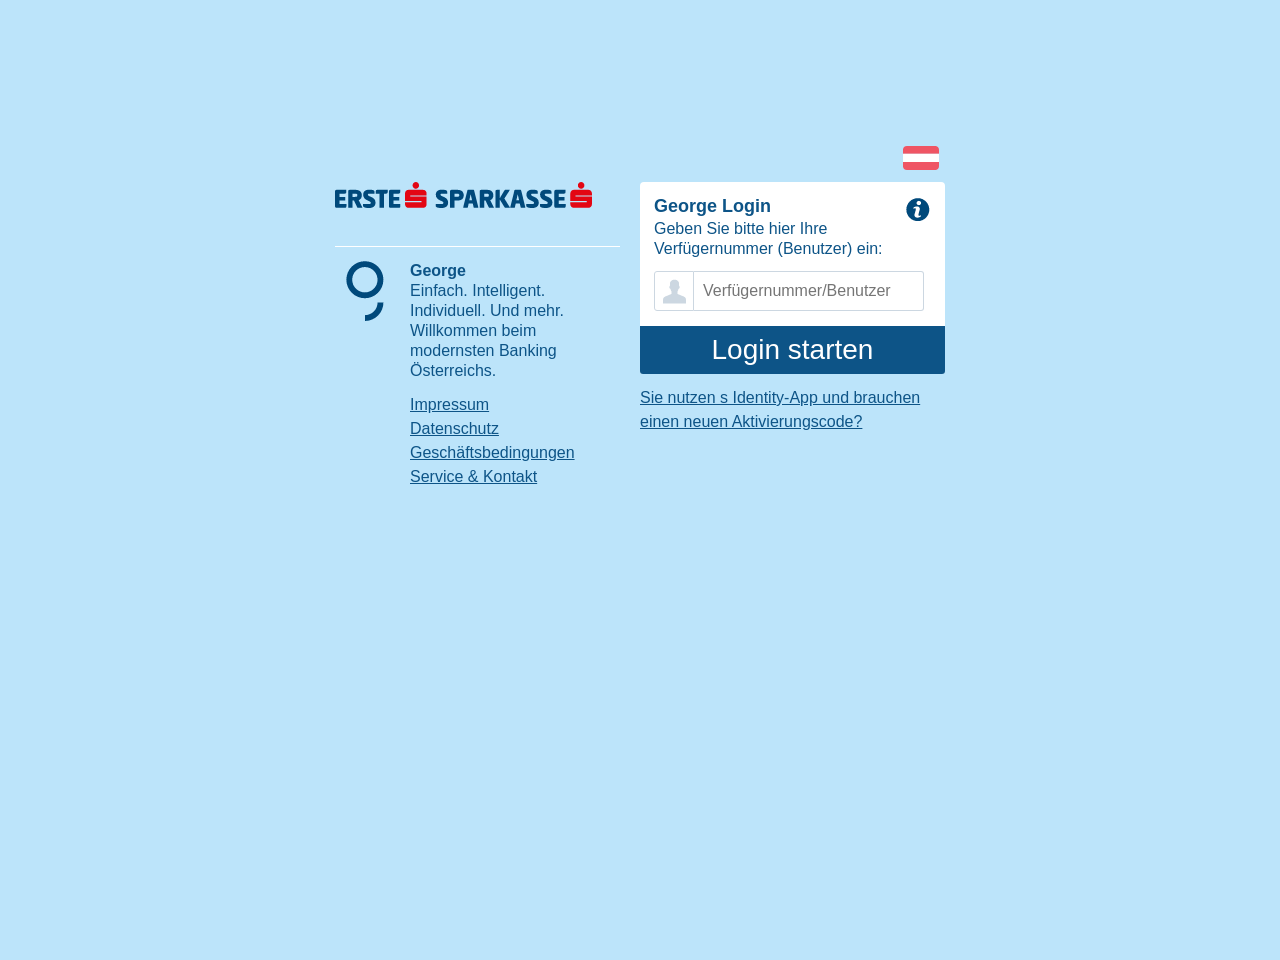 ERSTE SPARKASSE
George
Einfach. Intelligent.
Individuell. Und mehr.
Willkommen beim
modernsten Banking
Österreichs.
Impressum
Datenschutz
Geschäftsbedingungen
Service & Kontakt
George Login
Geben Sie bitte hier Ihre
Verfügernummer (Benutzer) ein:
Verfügernummer/Benutzer
Login starten
Sie nutzen s Identity-App und brauchen
einen neuen Aktivierungscode?